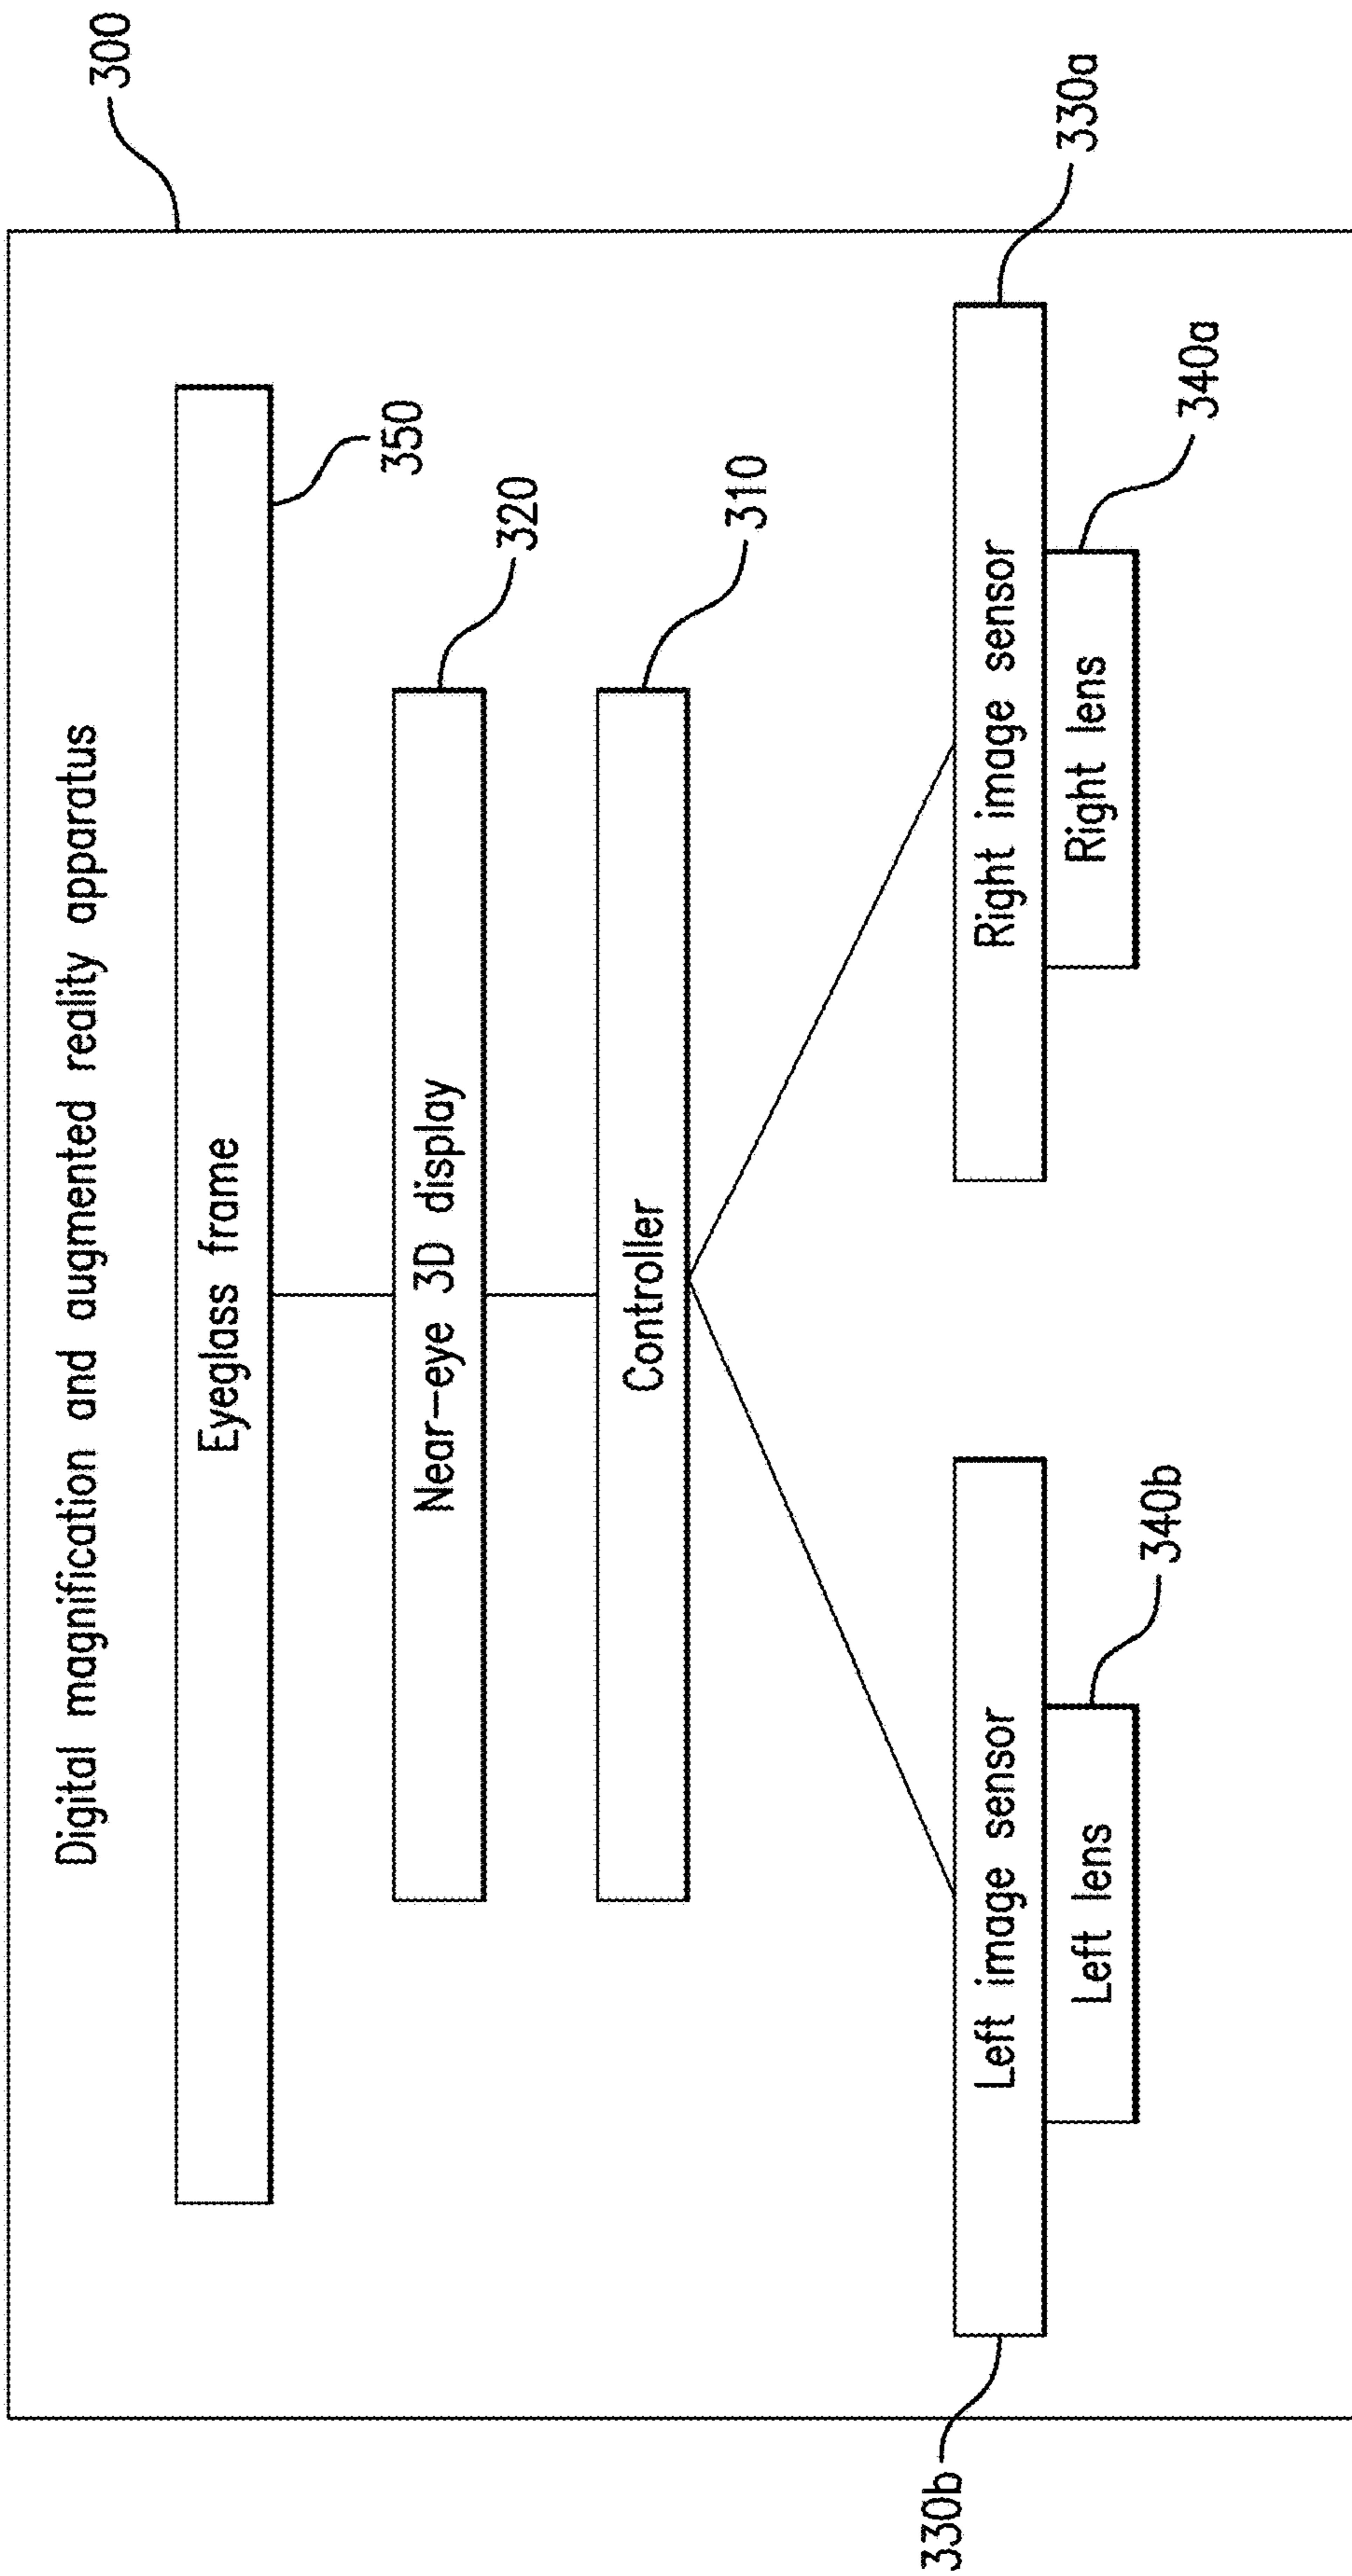 Digital magnification and augmented reality apparatus
300
Eyeglass frame
350
Near-eye 3D display
320
Controller
310
330b
Left image sensor
Right image sensor
330a
Left lens
340b
Right lens
340a